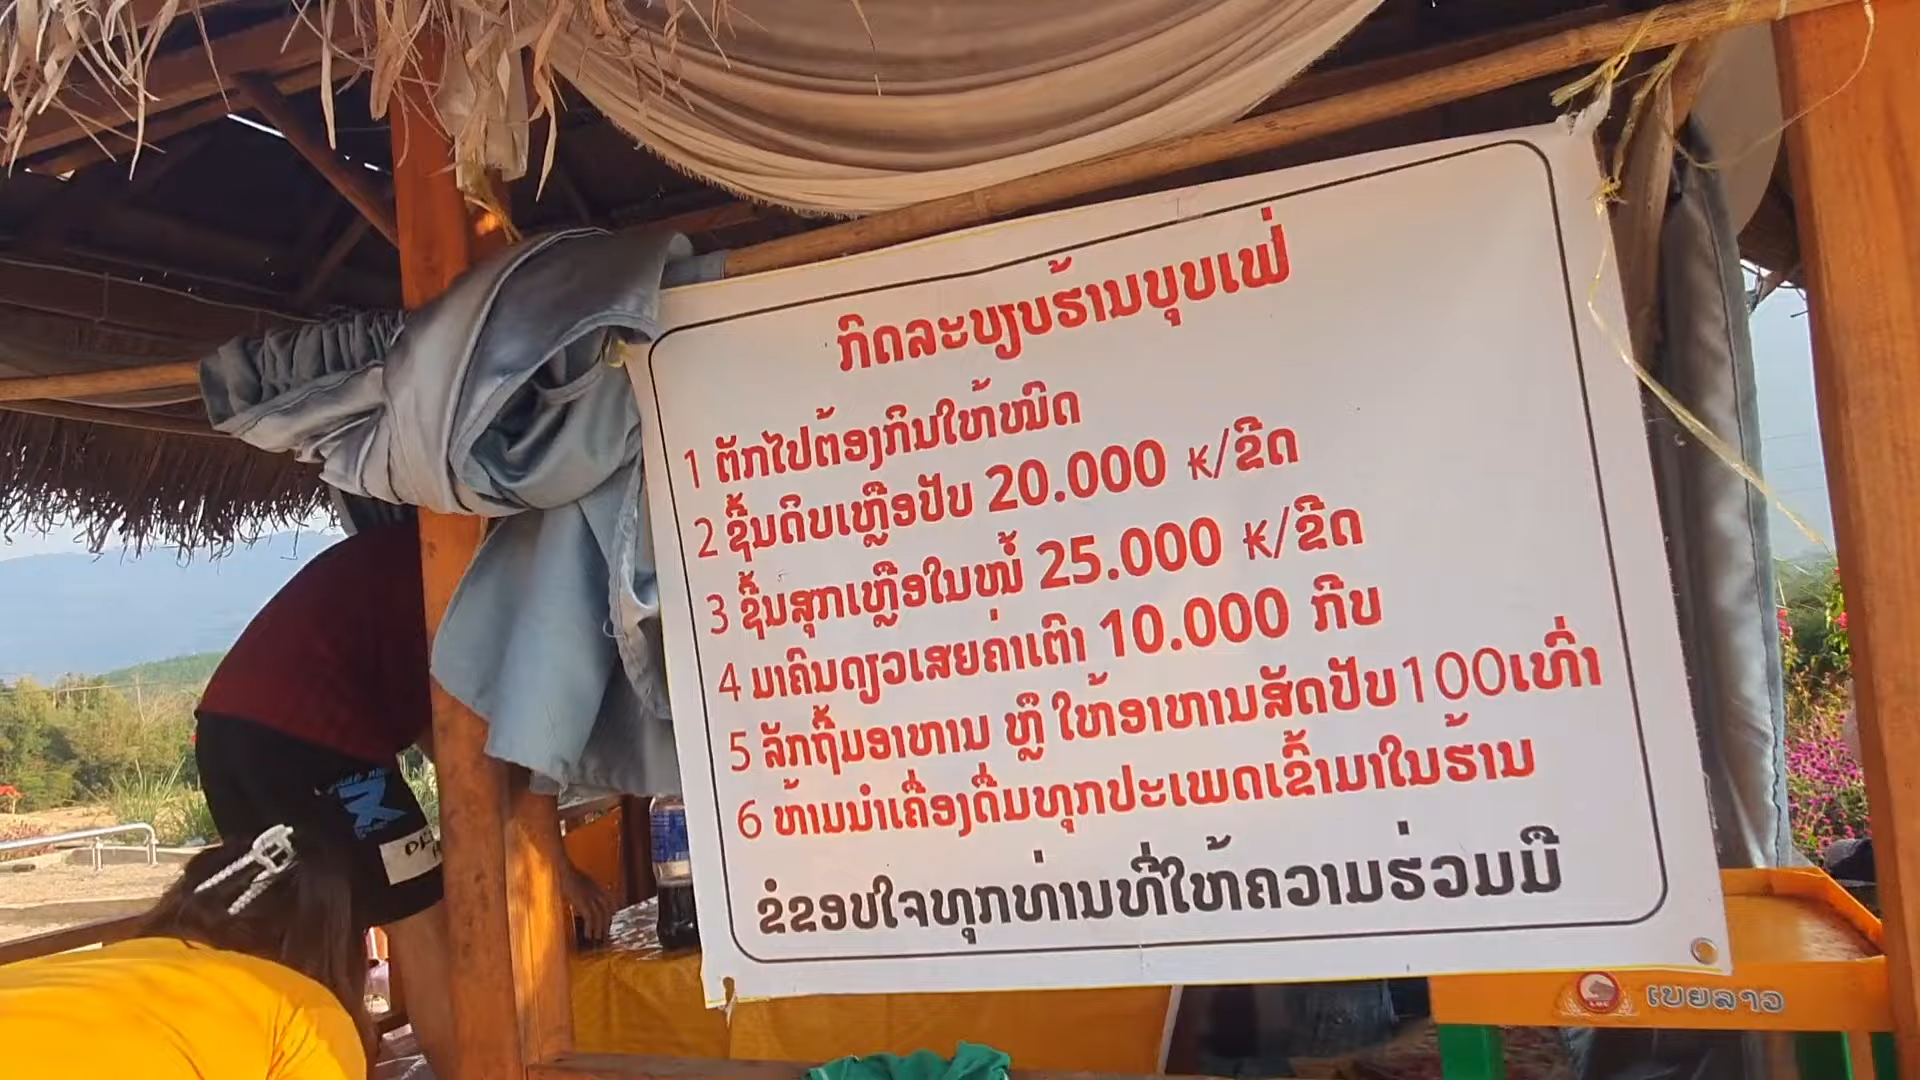 ກົດລະບຽບຮ້ານບຸບເຟ່
1 ຕັກໄປຕ້ອງກິນໃຫ້ໝົດ
2 ຊີ້ນດິບເຫຼືອປັບ 20.000 ₭/ຂີດ
3 ຊີ້ນສຸກເຫຼືອໃນໝໍ້ 25.000 ₭/ຂີດ
4 ມາຄົນດຽວເສຍຄ່າເຕົາ 10.000 ກີບ
5 ລັກຖິ້ມອາຫານ ຫຼື ໃຫ້ອາຫານສັດປັບ100ເທົ່າ
6 ຫ້າມນຳເຄື່ອງດື່ມທຸກປະເພດເຂົ້າມາໃນຮ້ານ
ຂໍຂອບໃຈທຸກທ່ານທີ່ໃຫ້ຄວາມຮ່ວມມື
ເບຍລາວ